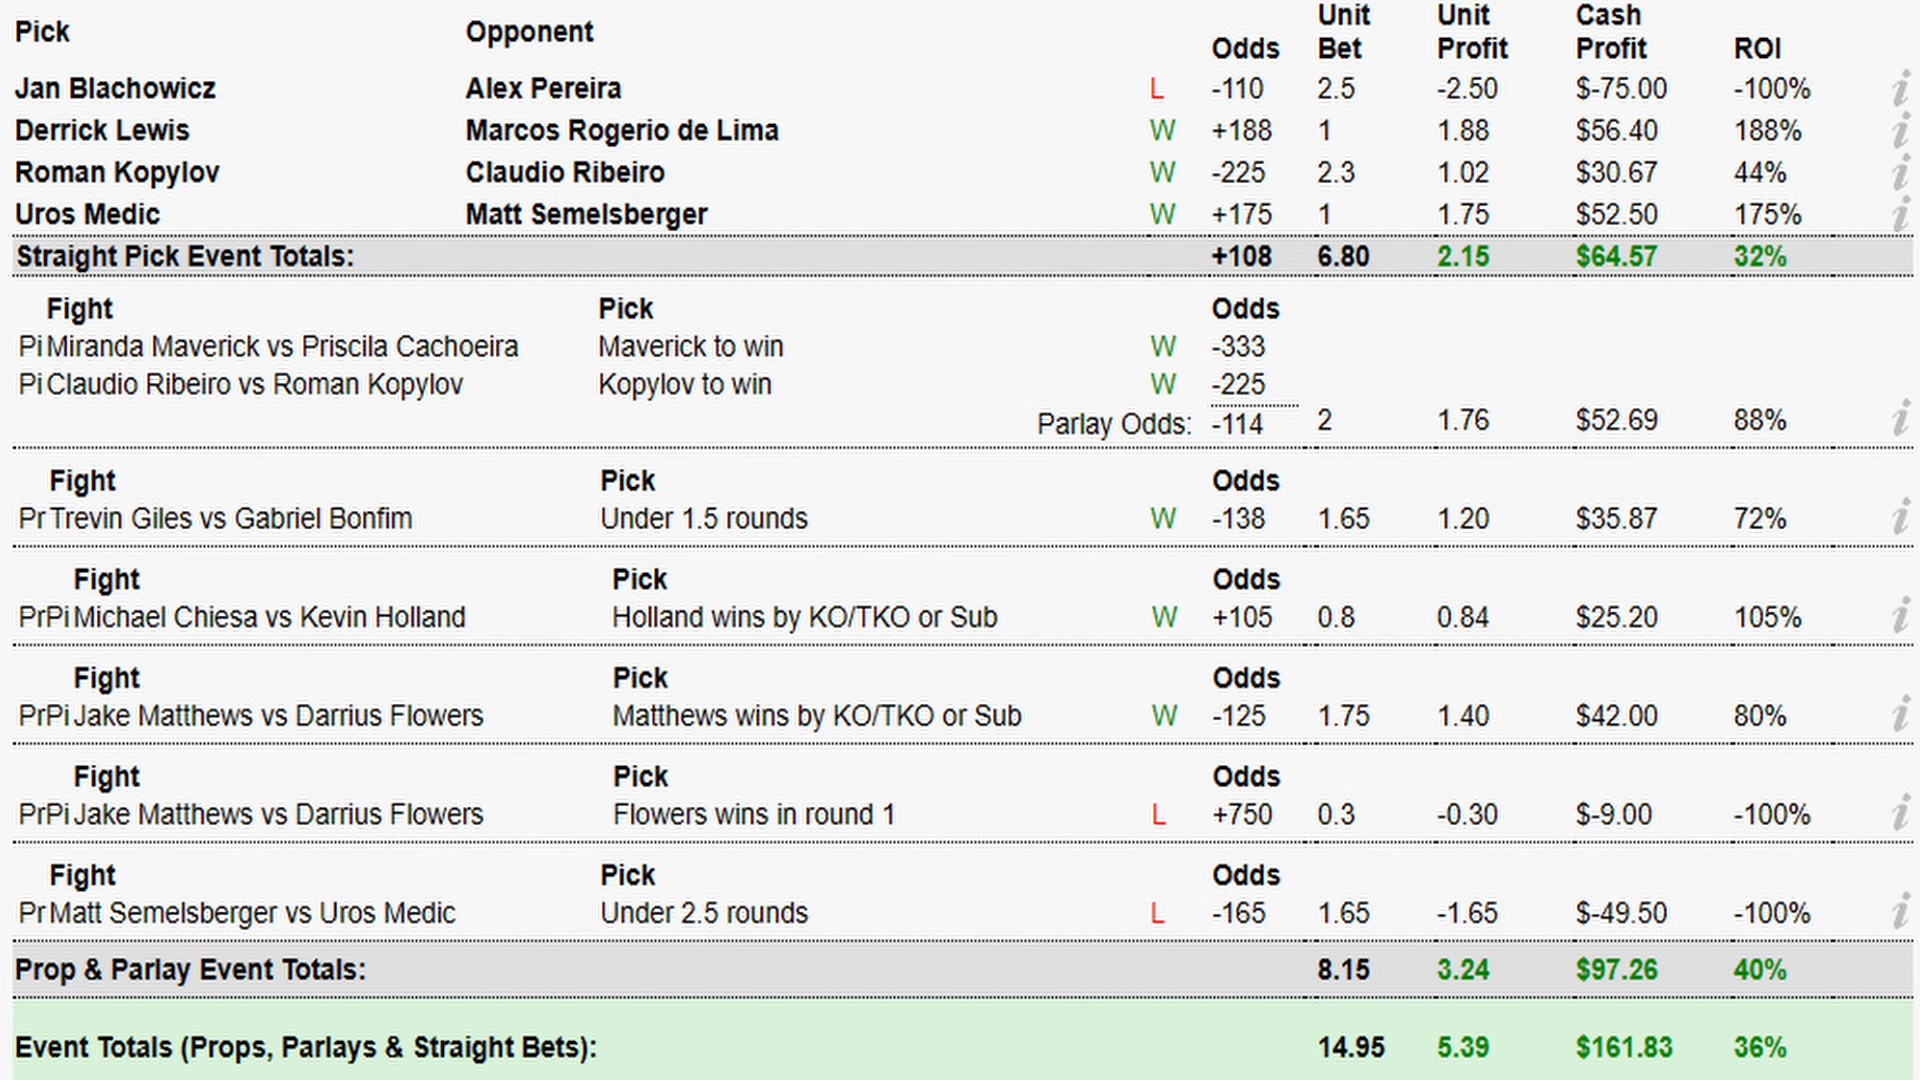 Pick Opponent Odds Unit Bet Unit Profit Cash Profit ROI
Jan Blachowicz Alex Pereira L -110 2.5 -2.50 $-75.00 -100% i
Derrick Lewis Marcos Rogerio de Lima W +188 1 1.88 $56.40 188% i
Roman Kopylov Claudio Ribeiro W -225 2.3 1.02 $30.67 44% i
Uros Medic Matt Semelsberger W +175 1 1.75 $52.50 175% i
Straight Pick Event Totals: +108 6.80 2.15 $64.57 32%
Fight Pick Odds
Pi Miranda Maverick vs Priscila Cachoeira Maverick to win W -333
Pi Claudio Ribeiro vs Roman Kopylov Kopylov to win W -225
Parlay Odds: -114 2 1.76 $52.69 88% i
Fight Pick Odds
Pr Trevin Giles vs Gabriel Bonfim Under 1.5 rounds W -138 1.65 1.20 $35.87 72% i
Fight Pick Odds
PrPi Michael Chiesa vs Kevin Holland Holland wins by KO/TKO or Sub W +105 0.8 0.84 $25.20 105% i
Fight Pick Odds
PrPi Jake Matthews vs Darrius Flowers Matthews wins by KO/TKO or Sub W -125 1.75 1.40 $42.00 80% i
Fight Pick Odds
PrPi Jake Matthews vs Darrius Flowers Flowers wins in round 1 L +750 0.3 -0.30 $-9.00 -100% i
Fight Pick Odds
Pr Matt Semelsberger vs Uros Medic Under 2.5 rounds L -165 1.65 -1.65 $-49.50 -100% i
Prop & Parlay Event Totals: 8.15 3.24 $97.26 40%
Event Totals (Props, Parlays & Straight Bets): 14.95 5.39 $161.83 36%